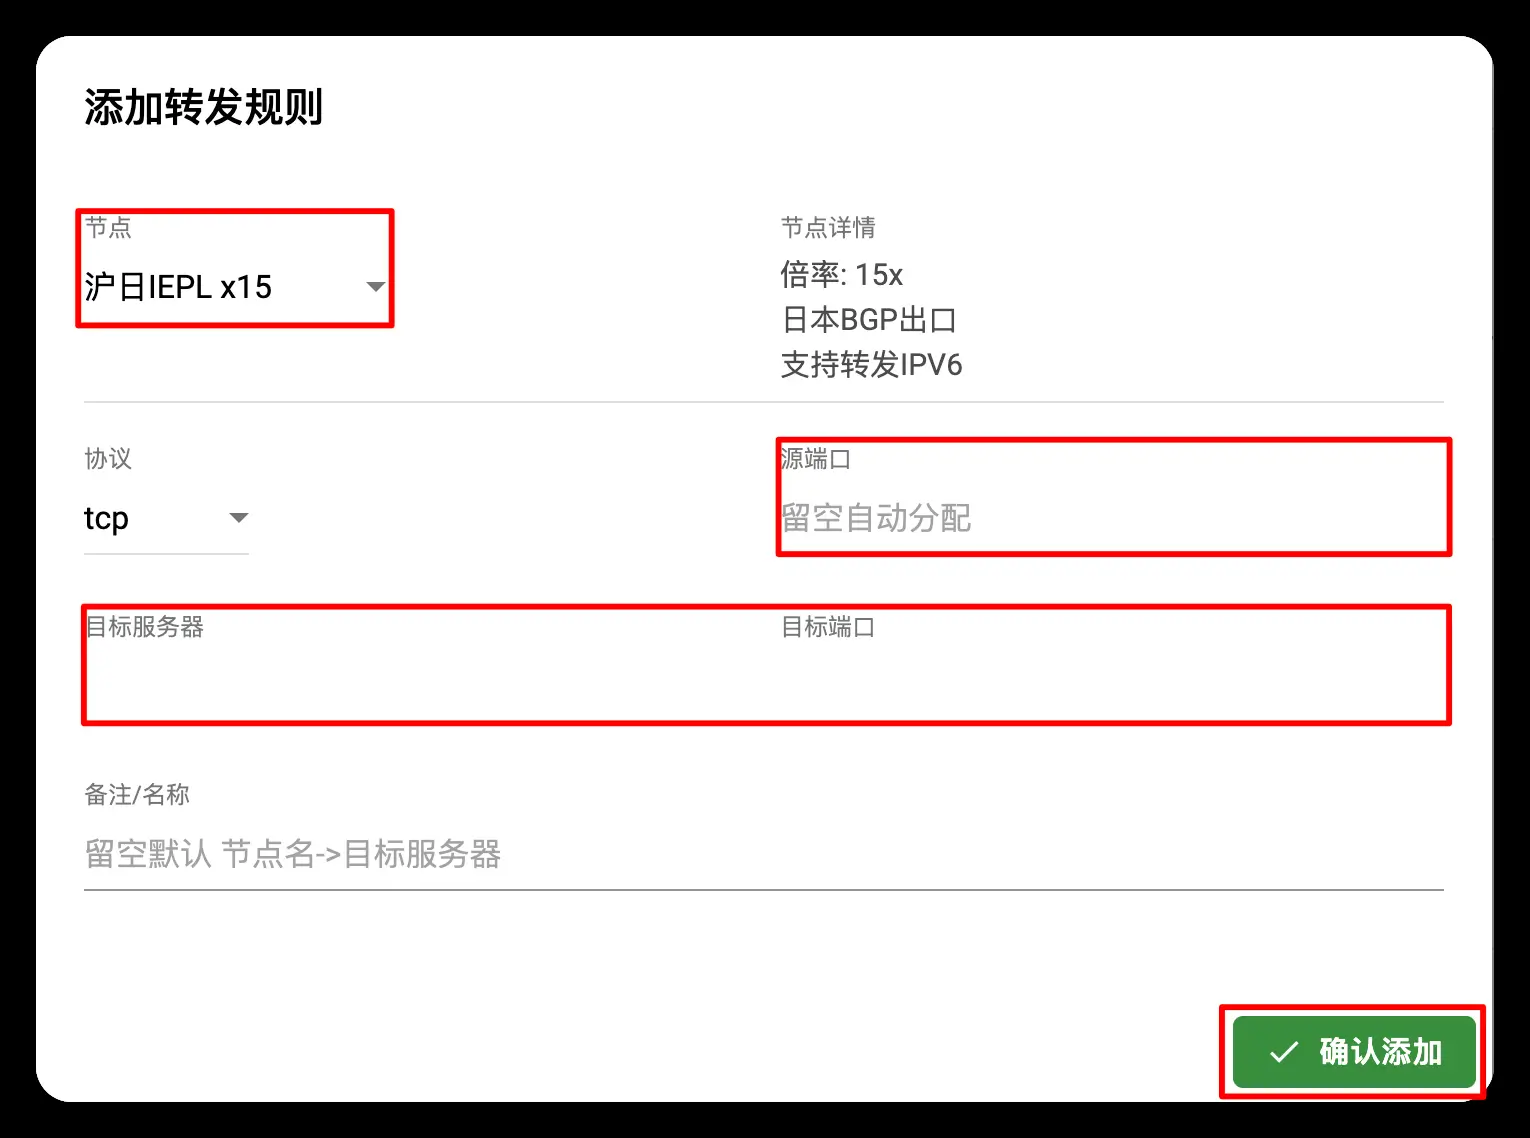 添加转发规则
节点
沪日IEPL x15
节点详情
倍率: 15x
日本BGP出口
支持转发IPV6
协议
tcp
源端口
留空自动分配
目标服务器
目标端口
备注/名称
留空默认 节点名->目标服务器
确认添加